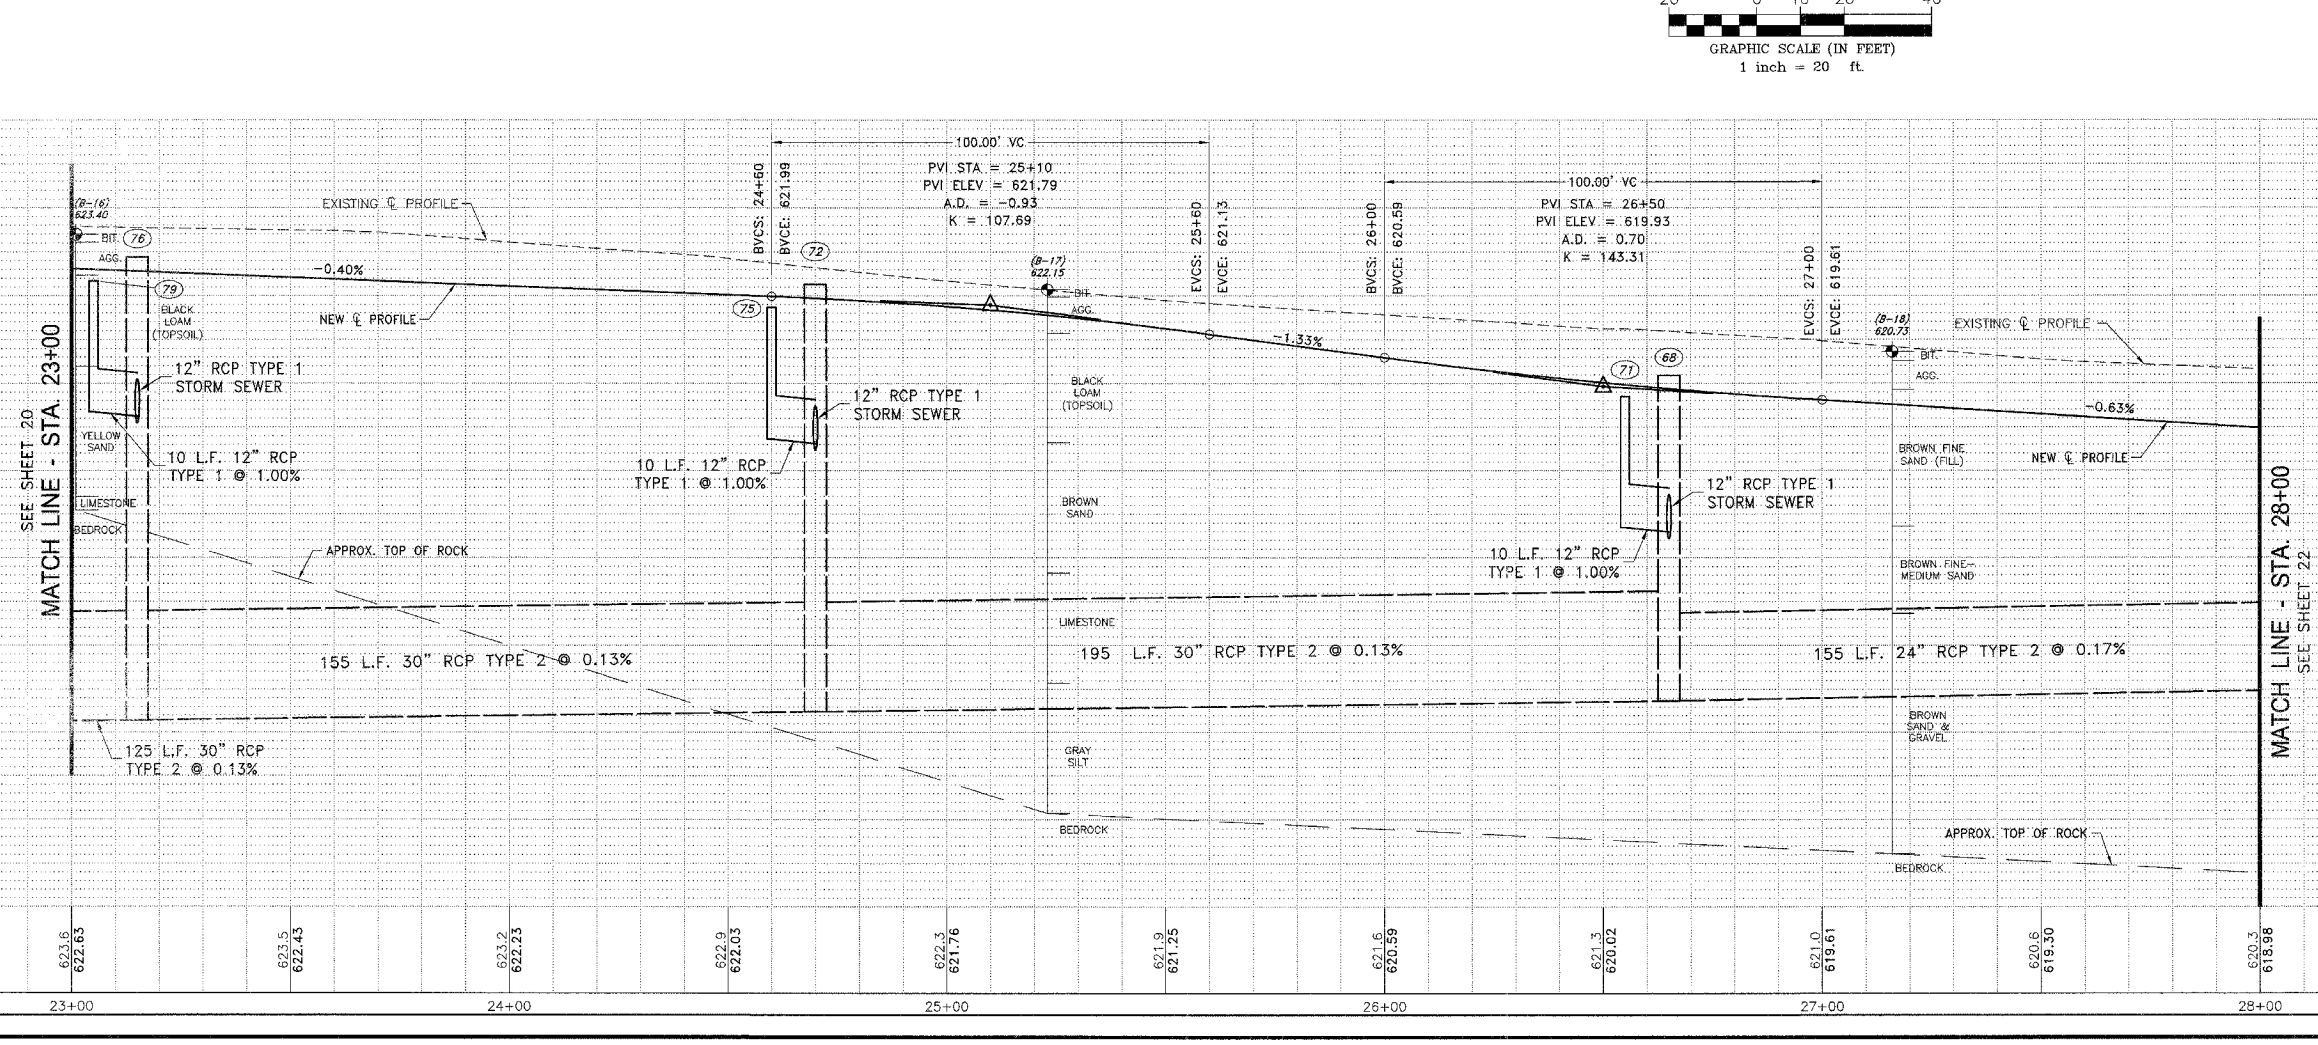 20 0 10 20 40
GRAPHIC SCALE (IN FEET)
1 inch = 20 ft.
100.00' VC
PVI STA = 25+10
PVI ELEV = 621.79
A.D. = -0.93
K = 107.69
BVCS: 24+60
BVCE: 621.99
EVCS: 25+60
EVCE: 621.13
100.00' VC
PVI STA = 26+50
PVI ELEV = 619.93
A.D. = 0.70
K = 143.31
BVCS: 26+00
BVCE: 620.59
EVCS: 27+00
EVCE: 619.61
(B-16)
623.40
EXISTING ℄ PROFILE
BIT.
76
AGG.
-0.40%
79
BLACK
LOAM
(TOPSOIL)
NEW ℄ PROFILE
72
75
(B-17)
622.15
BIT.
AGG.
-1.33%
71
68
(B-18)
620.73
EXISTING ℄ PROFILE
BIT.
AGG.
-0.63%
NEW ℄ PROFILE
SEE SHEET 20
MATCH LINE - STA. 23+00
12" RCP TYPE 1
STORM SEWER
YELLOW
SAND
10 L.F. 12" RCP
TYPE 1 @ 1.00%
LIMESTONE
BEDROCK
APPROX. TOP OF ROCK
12" RCP TYPE 1
STORM SEWER
10 L.F. 12" RCP
TYPE 1 @ 1.00%
BLACK
LOAM
(TOPSOIL)
BROWN
SAND
LIMESTONE
GRAY
SILT
BEDROCK
12" RCP TYPE 1
STORM SEWER
10 L.F. 12" RCP
TYPE 1 @ 1.00%
BROWN FINE
SAND (FILL)
BROWN FINE-
MEDIUM SAND
BROWN
SAND &
GRAVEL
BEDROCK
APPROX. TOP OF ROCK
155 L.F. 30" RCP TYPE 2 @ 0.13%
195 L.F. 30" RCP TYPE 2 @ 0.13%
155 L.F. 24" RCP TYPE 2 @ 0.17%
125 L.F. 30" RCP
TYPE 2 @ 0.13%
MATCH LINE - STA. 28+00
SEE SHEET 22
623.6
622.63
623.5
622.43
623.2
622.23
622.9
622.03
622.3
621.76
621.9
621.25
621.6
620.59
621.3
620.02
621.0
619.61
620.6
619.30
620.3
618.98
23+00 24+00 25+00 26+00 27+00 28+00